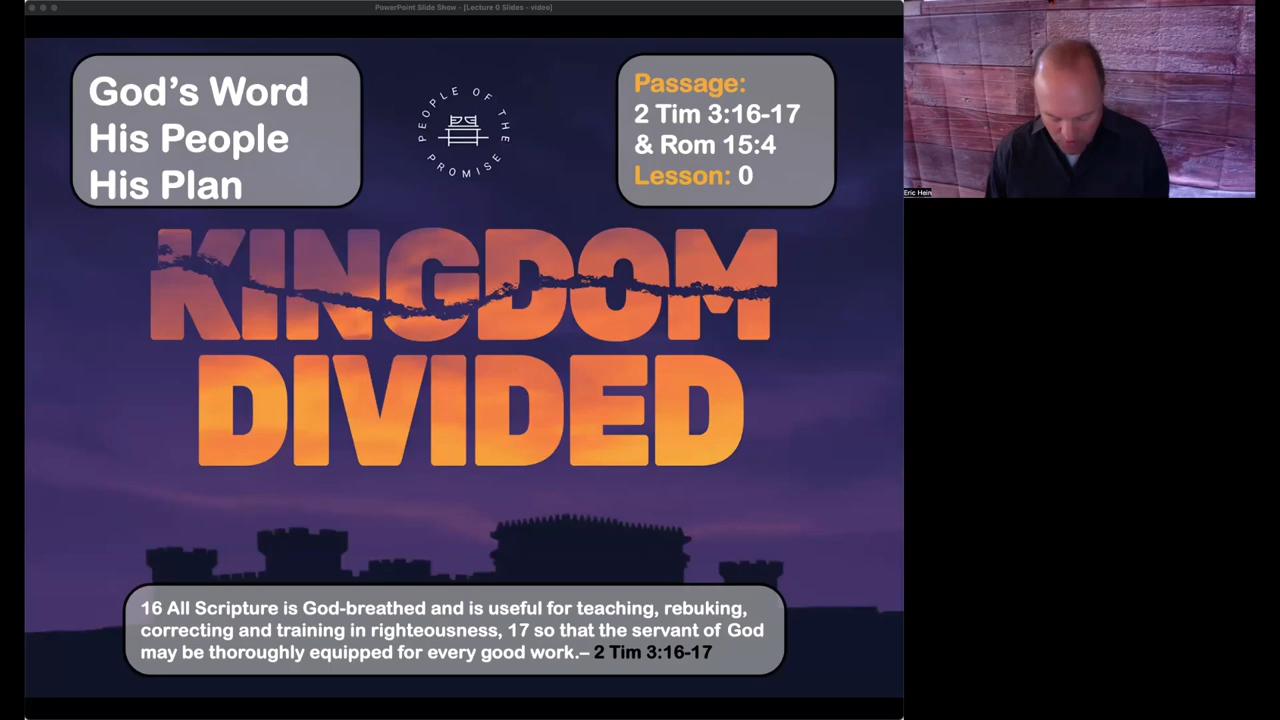 PowerPoint Slide Show - [Lecture 0 Slides - video]
God's Word
His People
His Plan
PEOPLE OF THE PROMISE
Passage:
2 Tim 3:16-17
& Rom 15:4
Lesson: 0
Eric Hein
KINGDOM
DIVIDED
16 All Scripture is God-breathed and is useful for teaching, rebuking,
correcting and training in righteousness, 17 so that the servant of God
may be thoroughly equipped for every good work.– 2 Tim 3:16-17